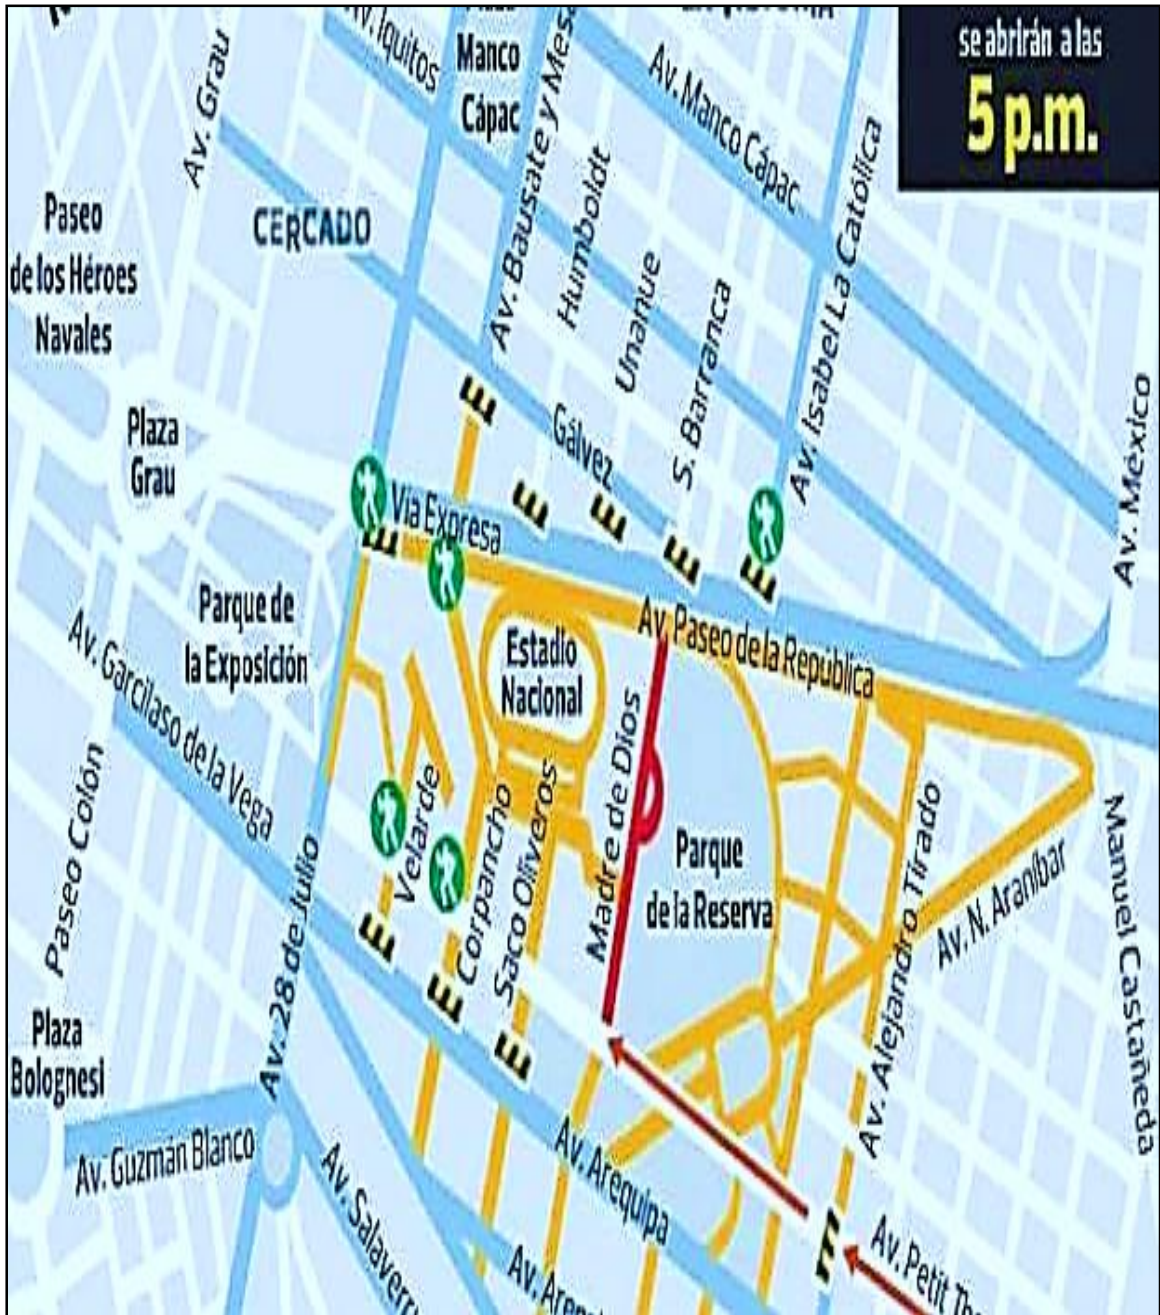 se abrirán a las
5 p.m.
Av. Iquitos
Manco
Cápac
Av. Grau
Av. Manco Cápac
CERCADO
Paseo
de los Héroes
Navales
Av. Bausate y Mesa
Humboldt
Unanue
S. Barranca
Av. Isabel La Católica
Av. México
Plaza
Grau
Gálvez
Vía Expresa
Parque de
la Exposición
Estadio
Nacional
Av. Paseo de la República
Av. Garcilaso de la Vega
Paseo Colón
Av. 28 de Julio
Velarde
Corpancho
Saco Oliveros
Madre de Dios
Parque
de la Reserva
Av. Alejandro Tirado
Av. N. Araníbar
Manuel Castañeda
Plaza
Bolognesi
Av. Guzmán Blanco
Av. Salaverr
Av. Arequipa
Av. Petit
Av.